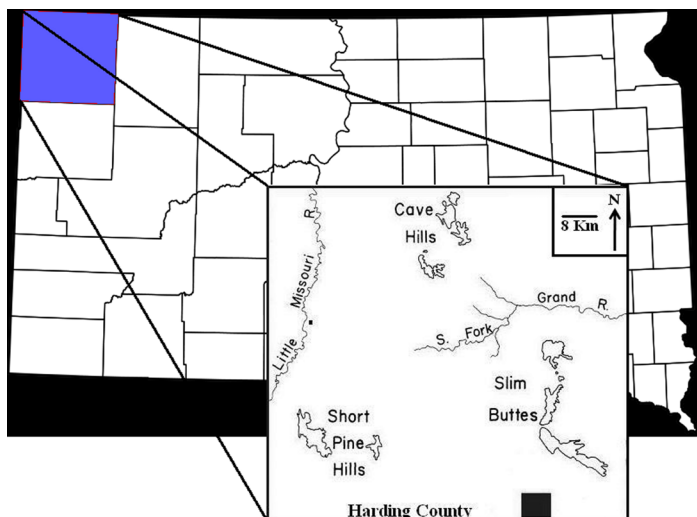 Cave
Hills
N
8 Km
Little Missouri R.
Grand R.
S. Fork
Slim
Buttes
Short
Pine
Hills
Harding County